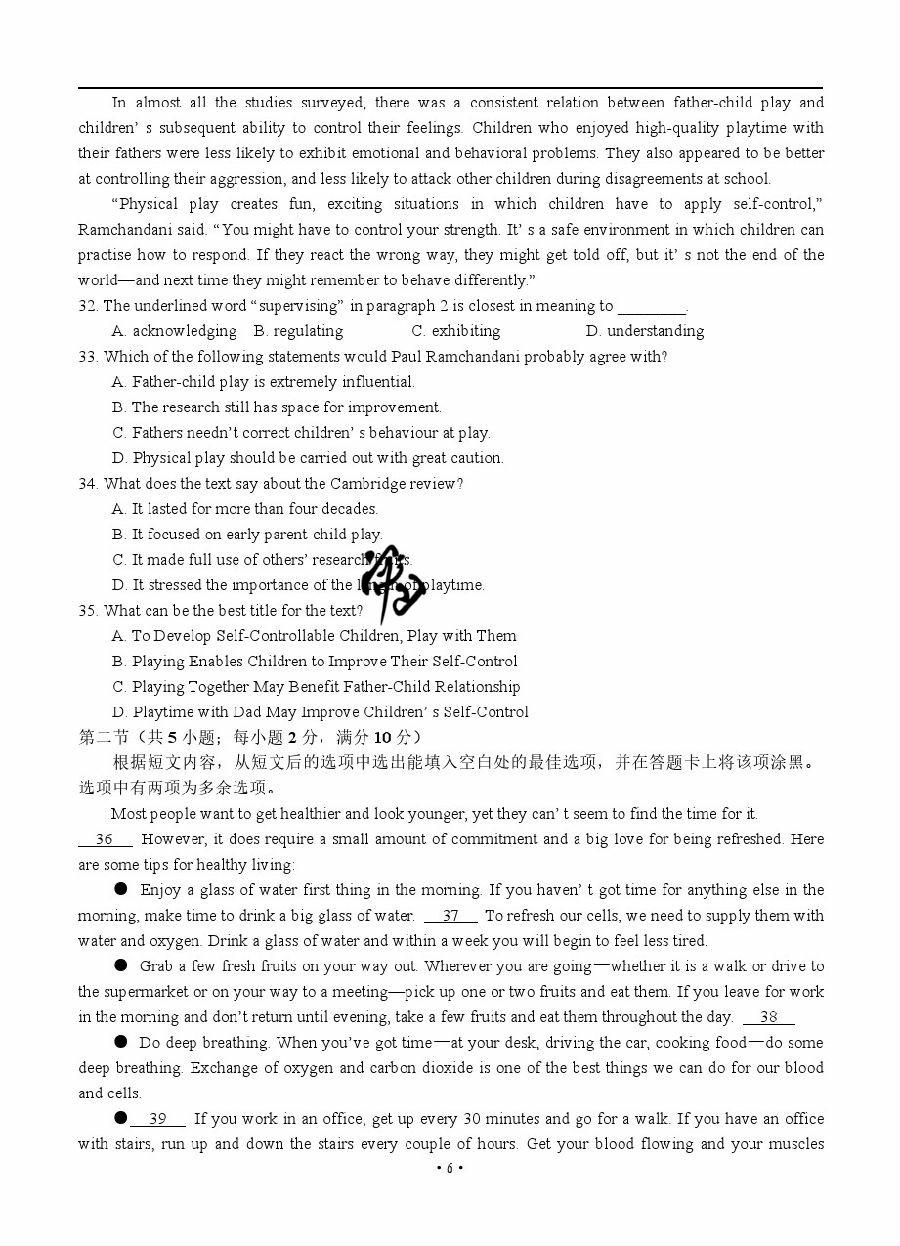 In almost all the studies surveyed, there was a consistent relation between father-child play and
children's subsequent ability to control their feelings. Children who enjoyed high-quality playtime with
their fathers were less likely to exhibit emotional and behavioral problems. They also appeared to be better
at controlling their aggression, and less likely to attack other children during disagreements at school.
“Physical play creates fun, exciting situations in which children have to apply self-control,”
Ramchandani said. “You might have to control your strength. It's a safe environment in which children can
practise how to respond. If they react the wrong way, they might get told off, but it's not the end of the
world—and next time they might remember to behave differently.”
32. The underlined word “supervising” in paragraph 2 is closest in meaning to ________.
A. acknowledging B. regulating C. exhibiting D. understanding
33. Which of the following statements would Paul Ramchandani probably agree with?
A. Father-child play is extremely influential.
B. The research still has space for improvement.
C. Fathers needn't correct children's behaviour at play.
D. Physical play should be carried out with great caution.
34. What does the text say about the Cambridge review?
A. It lasted for more than four decades.
B. It focused on early parent-child play.
C. It made full use of others' research
D. It stressed the importance of the of playtime.
35. What can be the best title for the text?
A. To Develop Self-Controllable Children, Play with Them
B. Playing Enables Children to Improve Their Self-Control
C. Playing Together May Benefit Father-Child Relationship
D. Playtime with Dad May Improve Children's Self-Control
第二节（共5小题；每小题2分，满分10分）
根据短文内容，从短文后的选项中选出能填入空白处的最佳选项，并在答题卡上将该项涂黑。
选项中有两项为多余选项。
Most people want to get healthier and look younger, yet they can't seem to find the time for it.
36 However, it does require a small amount of commitment and a big love for being refreshed. Here
are some tips for healthy living:
● Enjoy a glass of water first thing in the morning. If you haven't got time for anything else in the
morning, make time to drink a big glass of water. 37 To refresh our cells, we need to supply them with
water and oxygen. Drink a glass of water and within a week you will begin to feel less tired.
● Grab a few fresh fruits on your way out. Wherever you are going—whether it is a walk or drive to
the supermarket or on your way to a meeting—pick up one or two fruits and eat them. If you leave for work
in the morning and don't return until evening, take a few fruits and eat them throughout the day. 38
● Do deep breathing. When you've got time—at your desk, driving the car, cooking food—do some
deep breathing. Exchange of oxygen and carbon dioxide is one of the best things we can do for our blood
and cells.
● 39 If you work in an office, get up every 30 minutes and go for a walk. If you have an office
with stairs, run up and down the stairs every couple of hours. Get your blood flowing and your muscles
• 6 •